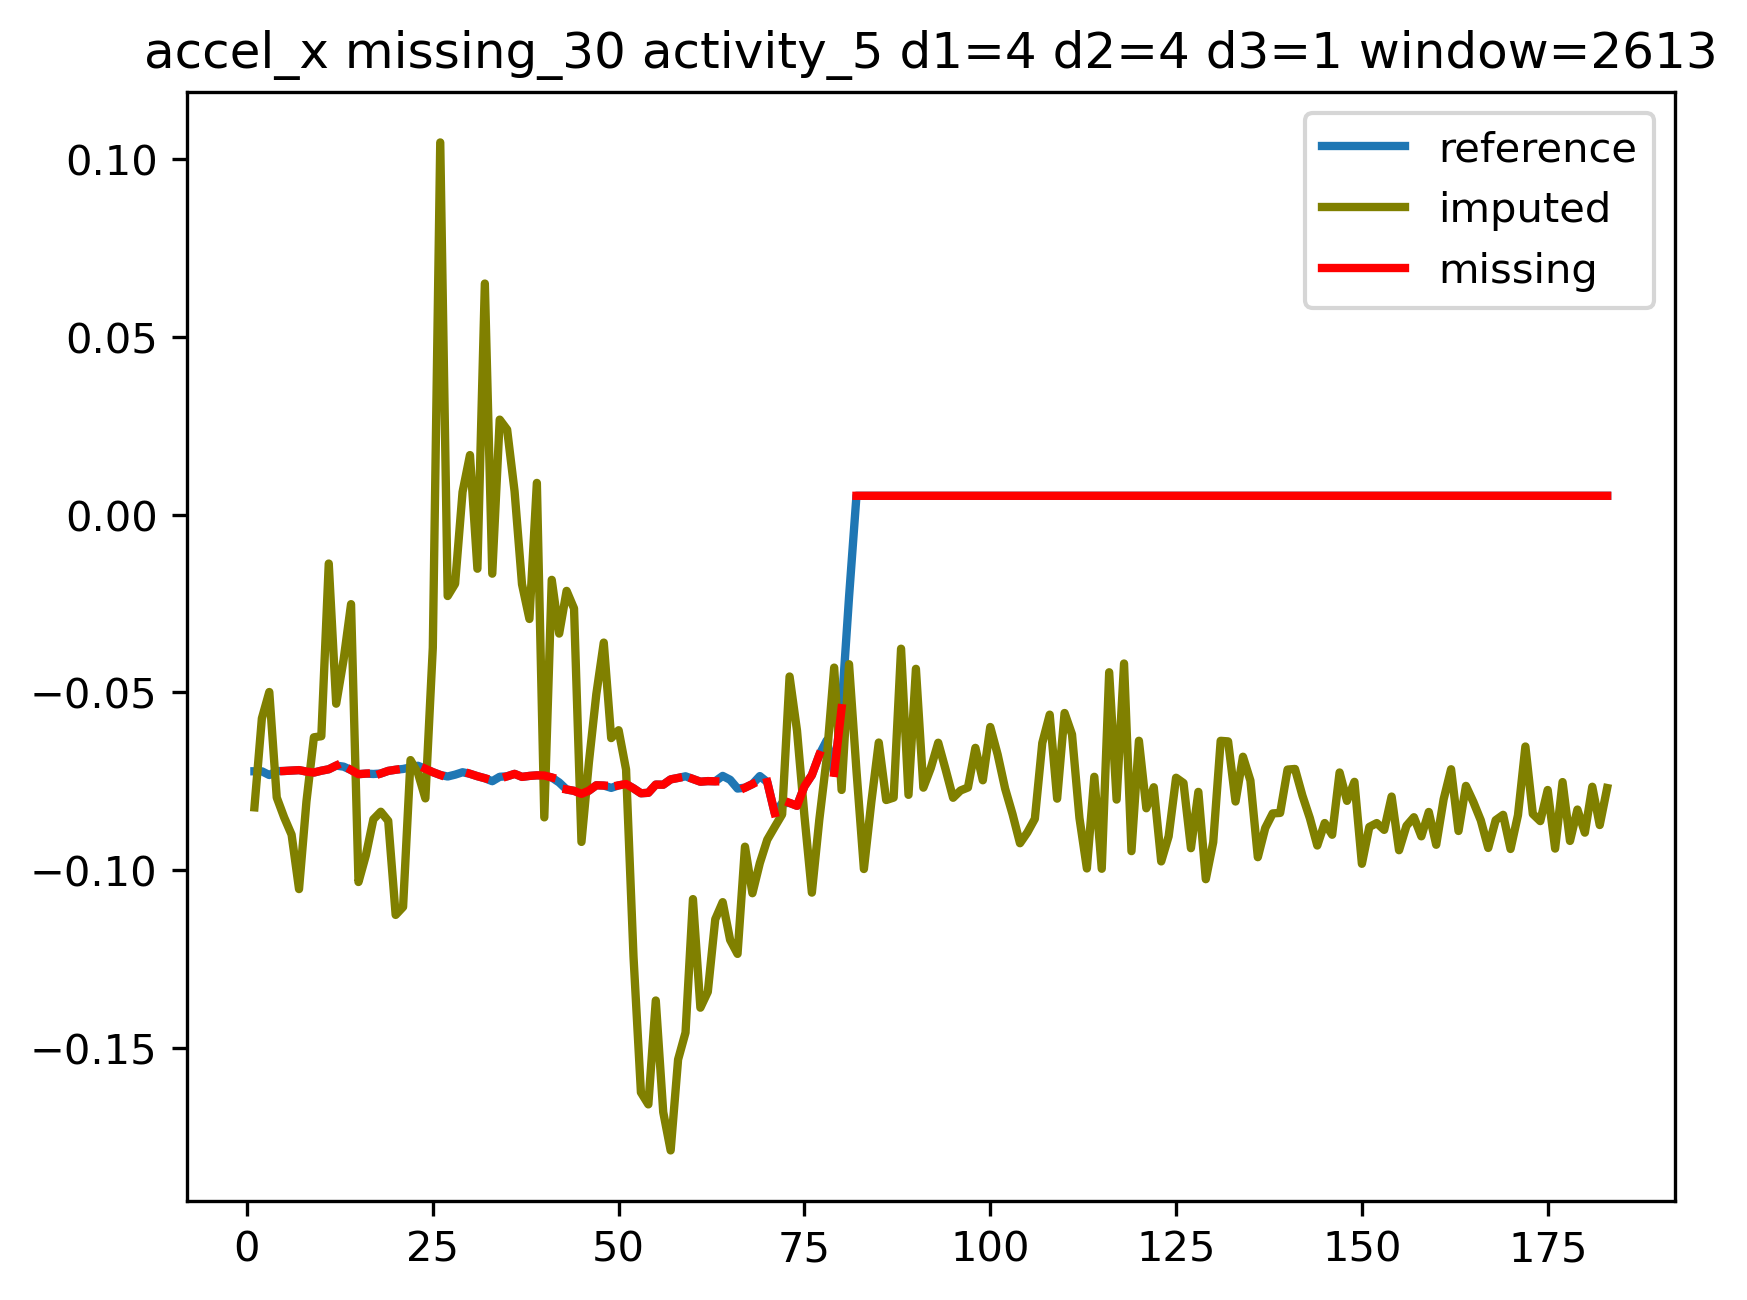 accel_x missing_30 activity_5 d1=4 d2=4 d3=1 window=2613
reference
imputed
missing
0.10
0.05
0.00
−0.05
−0.10
−0.15
0 25 50 75 100 125 150 175